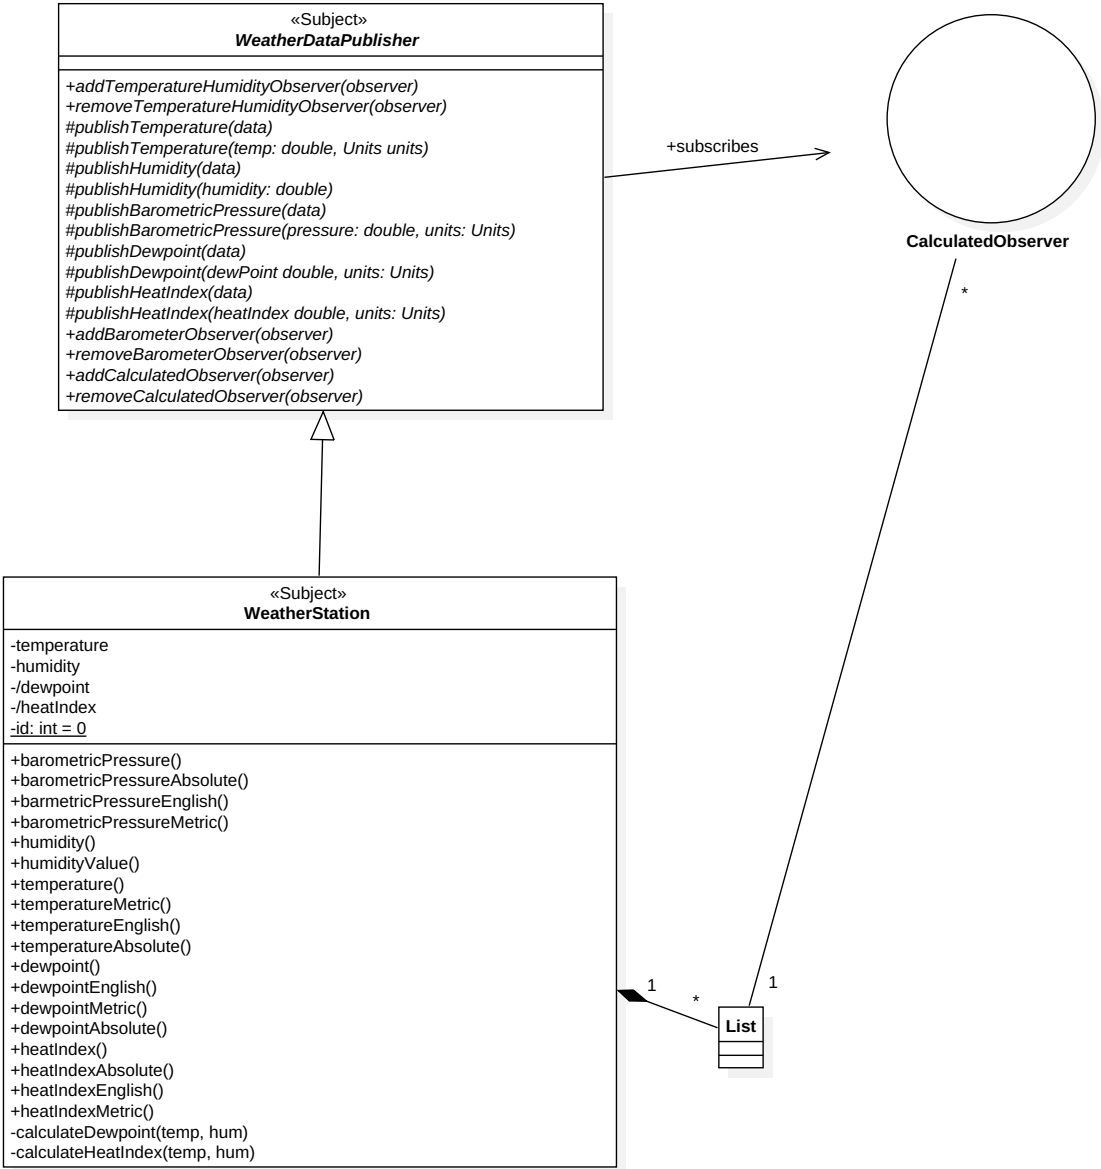 «Subject»
WeatherDataPublisher
+addTemperatureHumidityObserver(observer)
+removeTemperatureHumidityObserver(observer)
#publishTemperature(data)
#publishTemperature(temp: double, Units units)
#publishHumidity(data)
#publishHumidity(humidity: double)
#publishBarometricPressure(data)
#publishBarometricPressure(pressure: double, units: Units)
#publishDewpoint(data)
#publishDewpoint(dewPoint double, units: Units)
#publishHeatIndex(data)
#publishHeatIndex(heatIndex double, units: Units)
+addBarometerObserver(observer)
+removeBarometerObserver(observer)
+addCalculatedObserver(observer)
+removeCalculatedObserver(observer)
+subscribes
CalculatedObserver
*
«Subject»
WeatherStation
-temperature
-humidity
-/dewpoint
-/heatIndex
-id: int = 0
+barometricPressure()
+barometricPressureAbsolute()
+barmetricPressureEnglish()
+barometricPressureMetric()
+humidity()
+humidityValue()
+temperature()
+temperatureMetric()
+temperatureEnglish()
+temperatureAbsolute()
+dewpoint()
+dewpointEnglish()
+dewpointMetric()
+dewpointAbsolute()
+heatIndex()
+heatIndexAbsolute()
+heatIndexEnglish()
+heatIndexMetric()
-calculateDewpoint(temp, hum)
-calculateHeatIndex(temp, hum)
1
*
1
List